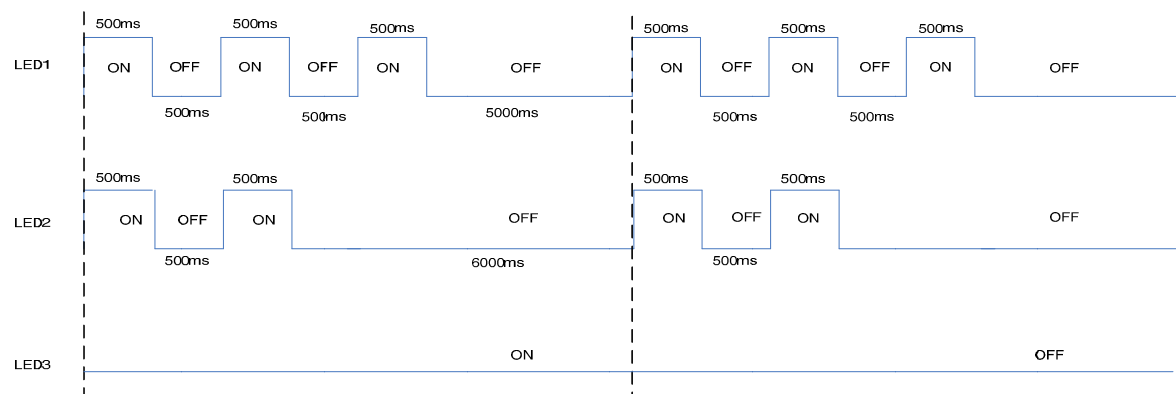 500ms 500ms 500ms 500ms 500ms 500ms
LED1 ON OFF ON OFF ON OFF ON OFF ON OFF ON OFF
500ms 500ms 5000ms 500ms 500ms
500ms 500ms 500ms 500ms
LED2 ON OFF ON OFF ON OFF ON OFF
500ms 6000ms 500ms
LED3 ON OFF